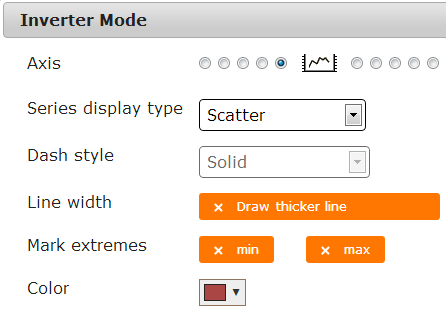 Inverter Mode
Axis
Series display type Scatter
Dash style Solid
Line width × Draw thicker line
Mark extremes × min × max
Color